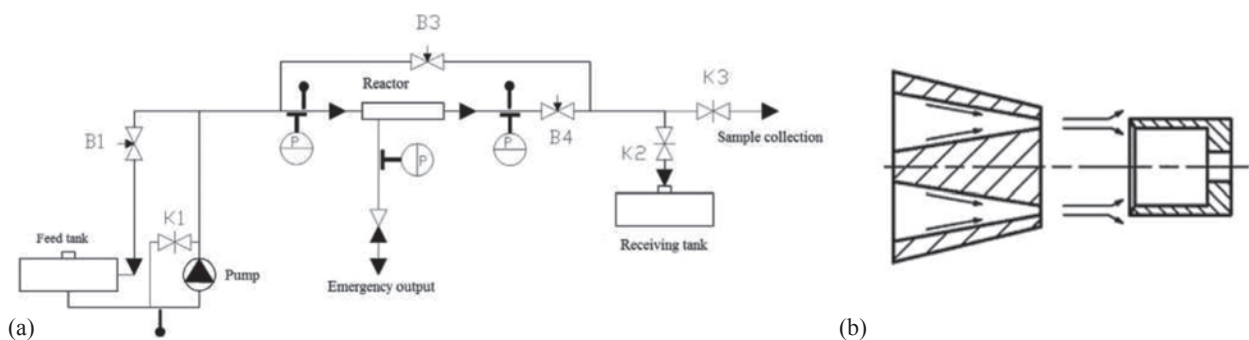 B3
Reactor
K3
B1
P
P
B4
Sample collection
P
K2
K1
Feed tank
Pump
Receiving tank
Emergency output
(a)
(b)